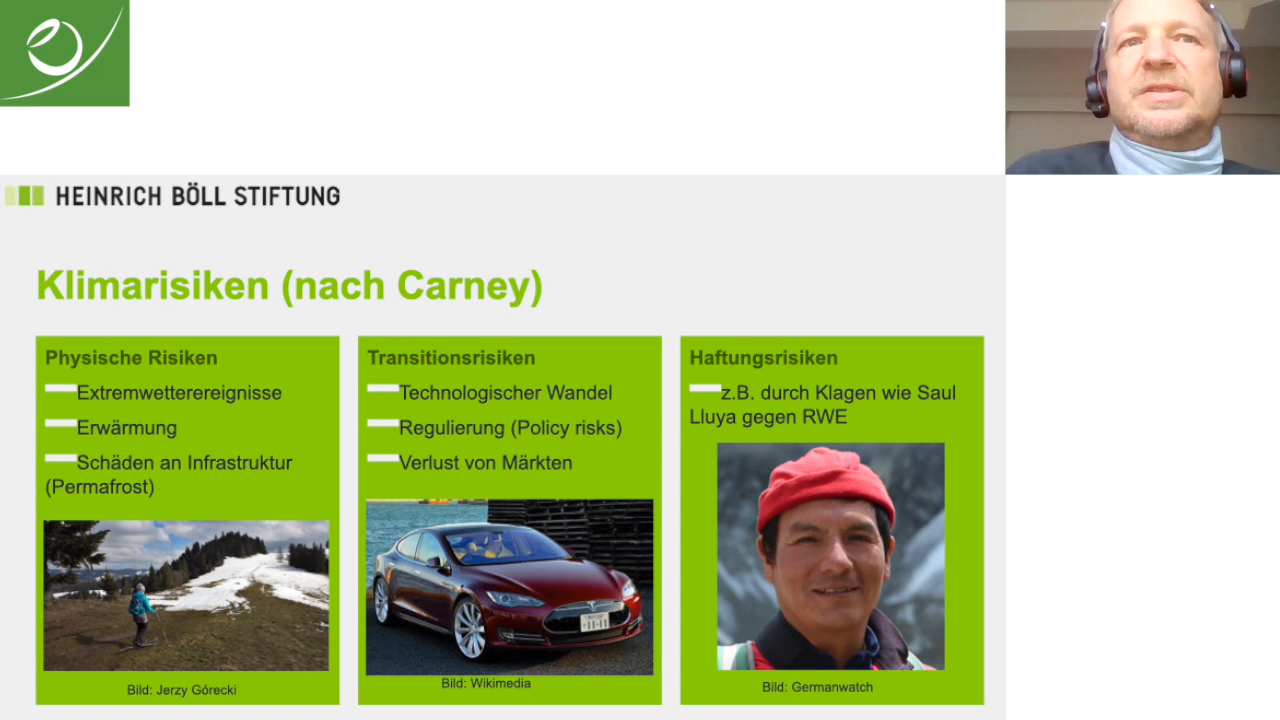 HEINRICH BÖLL STIFTUNG
Klimarisiken (nach Carney)
Physische Risiken
Extremwetterereignisse
Erwärmung
Schäden an Infrastruktur
(Permafrost)
Bild: Jerzy Górecki
Transitionsrisiken
Technologischer Wandel
Regulierung (Policy risks)
Verlust von Märkten
Bild: Wikimedia
Haftungsrisiken
z.B. durch Klagen wie Saul
Lluya gegen RWE
Bild: Germanwatch